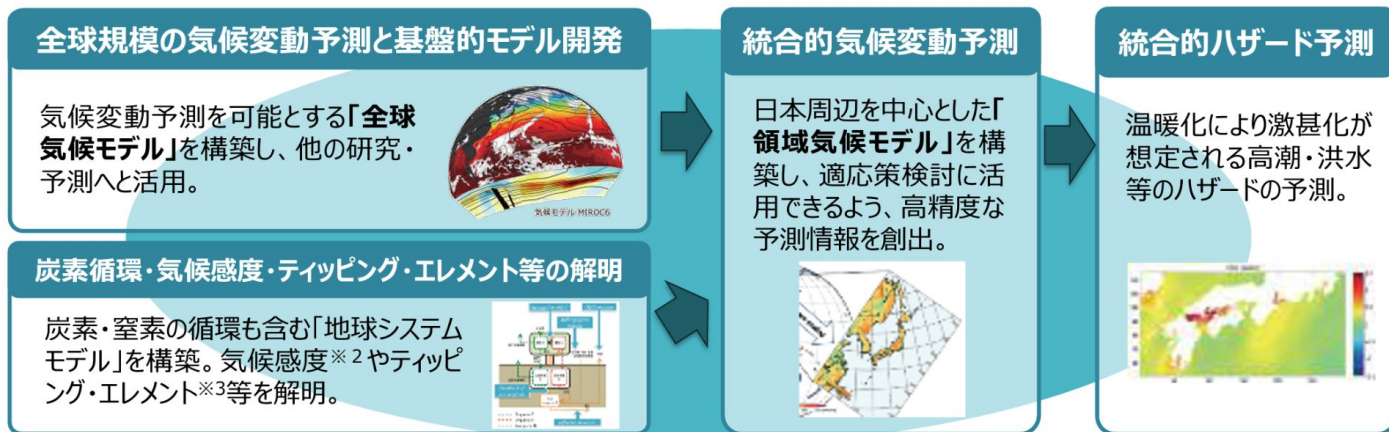 全球規模の気候変動予測と基盤的モデル開発
気候変動予測を可能とする「全球
気候モデル」を構築し、他の研究・
予測へと活用。
気候モデル MIROC6
炭素循環・気候感度・ティッピング・エレメント等の解明
炭素・窒素の循環も含む「地球システム
モデル」を構築。気候感度※2やティッピ
ング・エレメント※3等を解明。
統合的気候変動予測
日本周辺を中心とした「
領域気候モデル」を構
築し、適応策検討に活
用できるよう、高精度な
予測情報を創出。
統合的ハザード予測
温暖化により激甚化が
想定される高潮・洪水
等のハザードの予測。